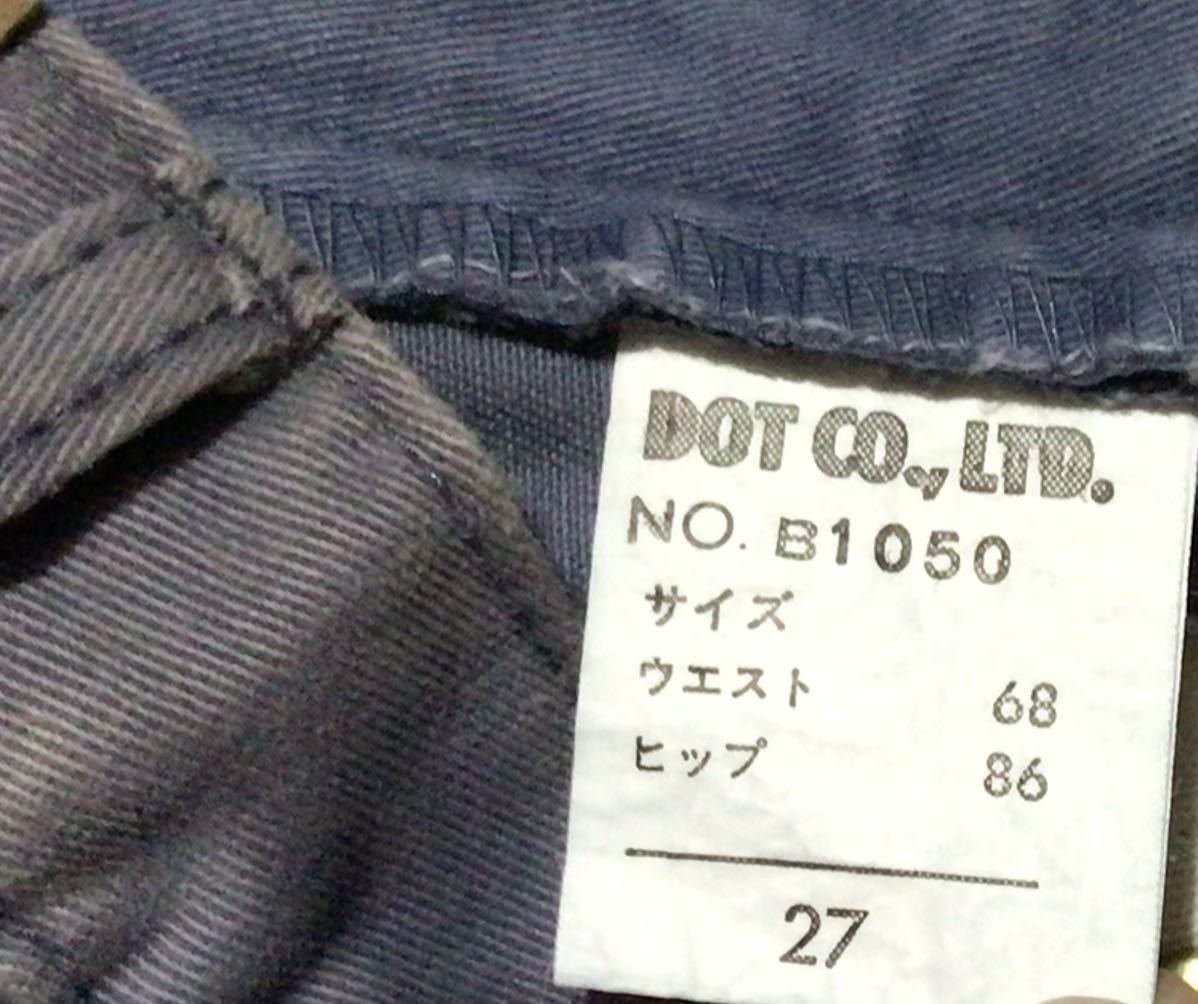 DOT CO., LTD.
NO. B1050
サイズ
ウエスト 68
ヒップ 86
27